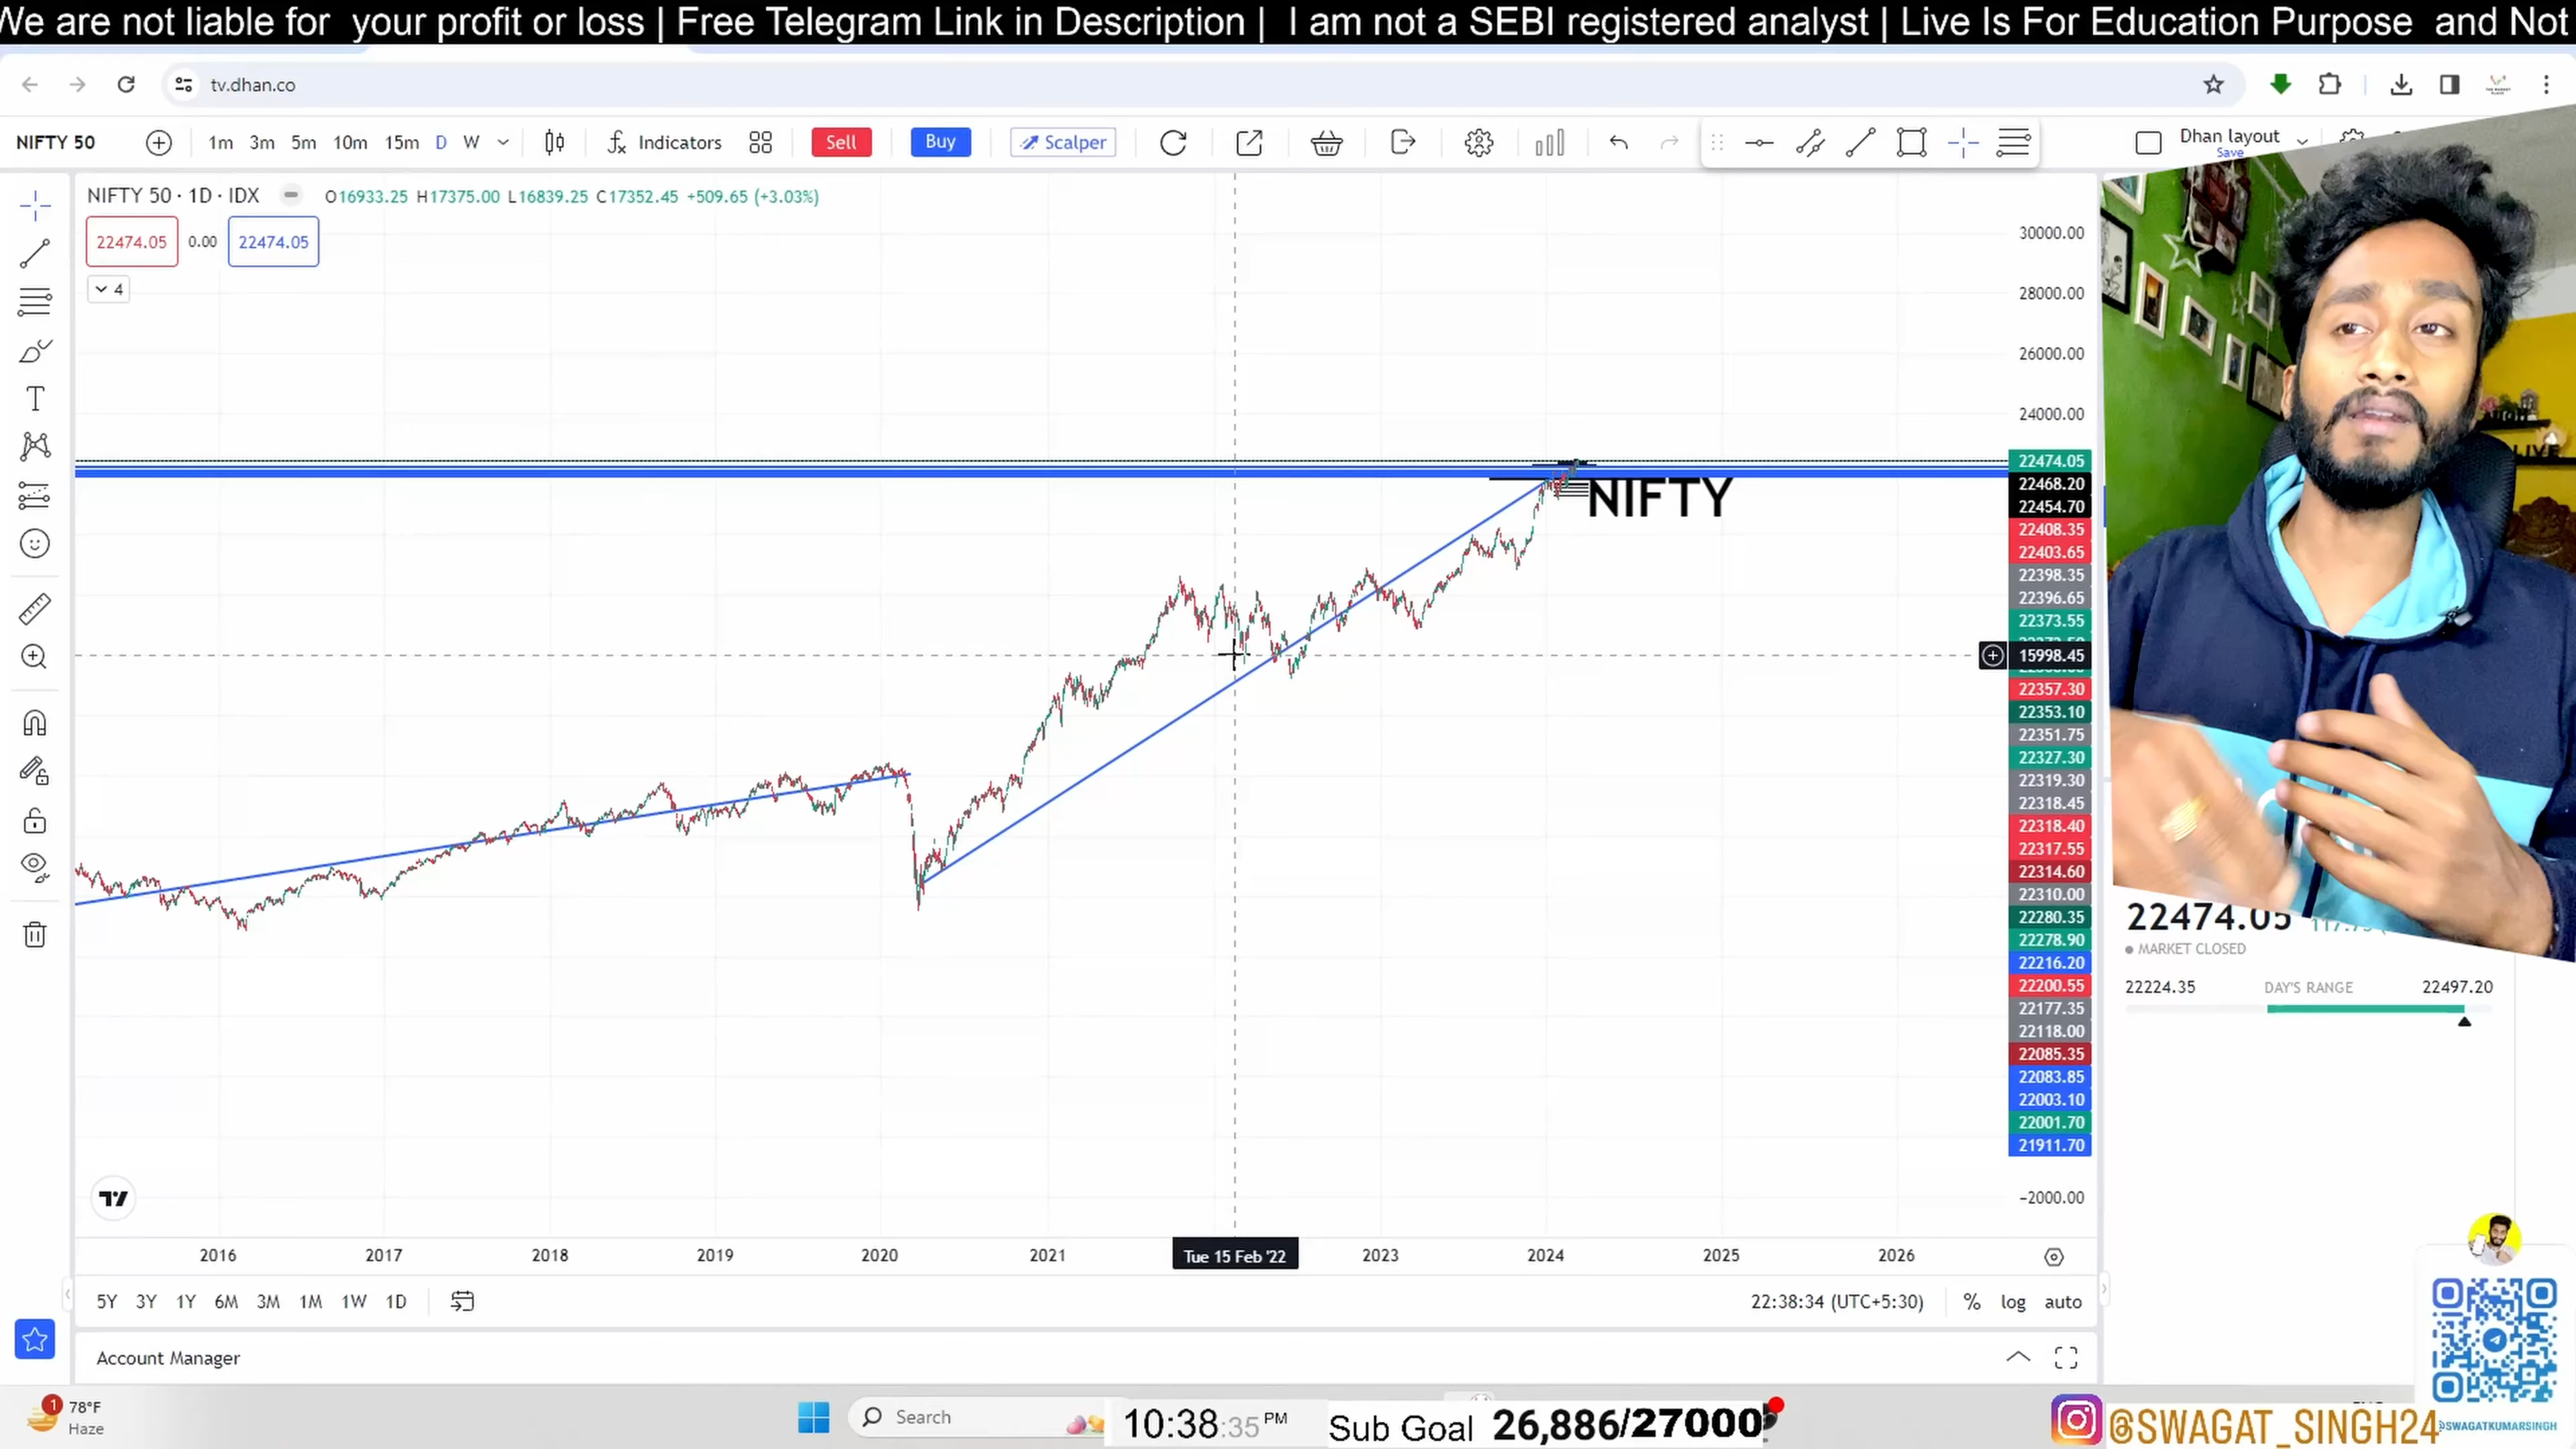 We are not liable for your profit or loss | Free Telegram Link in Description | I am not a SEBI registered analyst | Live Is For Education Purpose and Not
tv.dhan.co
NIFTY 50 1m 3m 5m 10m 15m D W Indicators Sell Buy Scalper Dhan layout
Save
NIFTY 50 · 1D · IDX O16933.25 H17375.00 L16839.25 C17352.45 +509.65 (+3.03%)
22474.05 0.00 22474.05
4
30000.00
28000.00
26000.00
24000.00
22474.05
22468.20
22454.70
22408.35
22403.65
22398.35
22396.65
22373.55
15998.45
22357.30
22353.10
22351.75
22327.30
22319.30
22318.45
22318.40
22317.55
22314.60
22310.00
22280.35
22278.90
22216.20
22200.55
22177.35
22118.00
22085.35
22083.85
22003.10
22001.70
21911.70
-2000.00
NIFTY
LIVE
22474.05
MARKET CLOSED
22224.35 DAY'S RANGE 22497.20
2016 2017 2018 2019 2020 2021 Tue 15 Feb '22 2023 2024 2025 2026
5Y 3Y 1Y 6M 3M 1M 1W 1D 22:38:34 (UTC+5:30) % log auto
Account Manager
1 78°F
Haze
Search
10:38:35 PM
Sub Goal 26,886/27000
@SWAGAT_SINGH24
@SWAGATKUMARSINGH